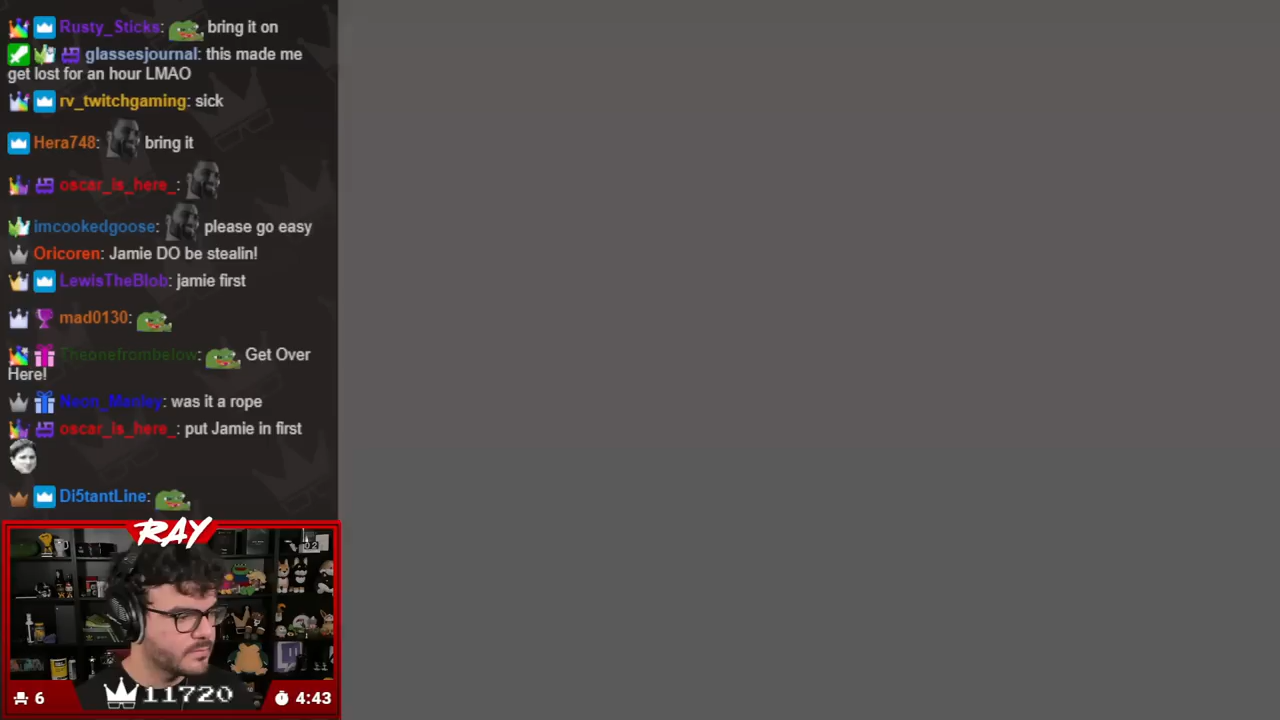 Rusty_Sticks: , bring it on
glassesjournal: this made me
get lost for an hour LMAO
rv_twitchgaming: sick
Hera748: bring it
oscar_is_here_:
imcookedgoose: please go easy
Oricoren: Jamie DO be stealin!
LewisTheBlob: jamie first
mad0130:
Theonefrombelow: , Get Over
Here!
Neon_Manley: was it a rope
oscar_is_here_: put Jamie in first
Di5tantLine:
RAY
6
11720
4:43